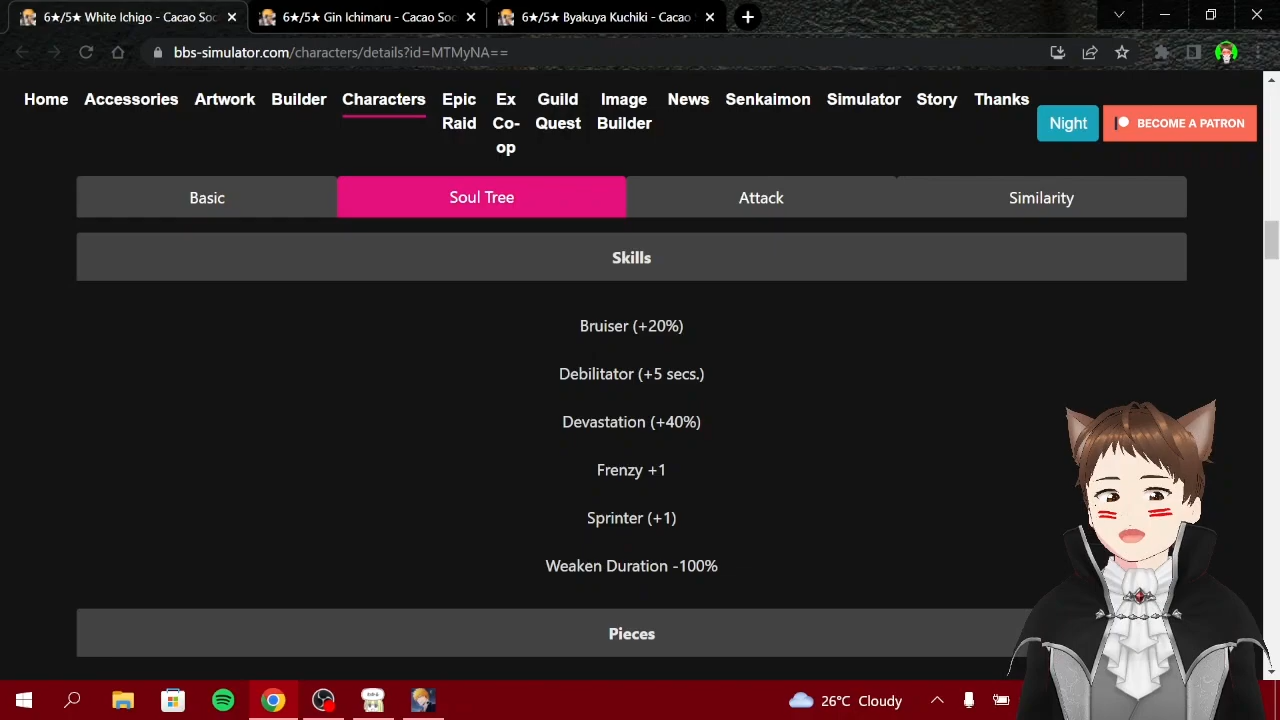 6★/5★ White Ichigo - Cacao Soc
6★/5★ Gin Ichimaru - Cacao Soc
6★/5★ Byakuya Kuchiki - Cacao
bbs-simulator.com/characters/details?id=MTMyNA==
Home
Accessories
Artwork
Builder
Characters
Epic
Raid
Ex
Co-
op
Guild
Quest
Image
Builder
News
Senkaimon
Simulator
Story
Thanks
Night
BECOME A PATRON
Basic
Soul Tree
Attack
Similarity
Skills
Bruiser (+20%)
Debilitator (+5 secs.)
Devastation (+40%)
Frenzy +1
Sprinter (+1)
Weaken Duration -100%
Pieces
26°C Cloudy